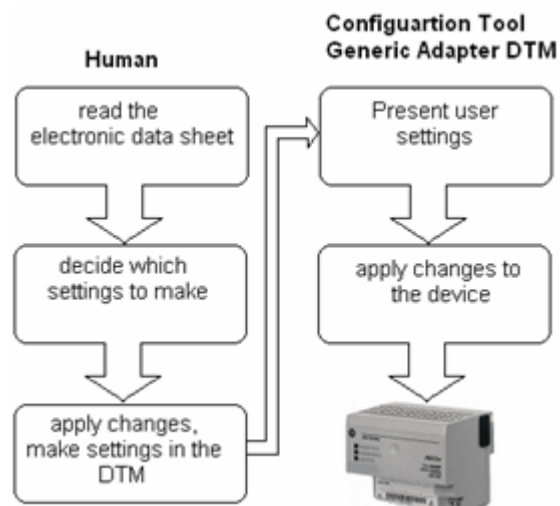 Human
read the
electronic data sheet
decide which
settings to make
apply changes,
make settings in the
DTM
Configuartion Tool
Generic Adapter DTM
Present user
settings
apply changes to
the device